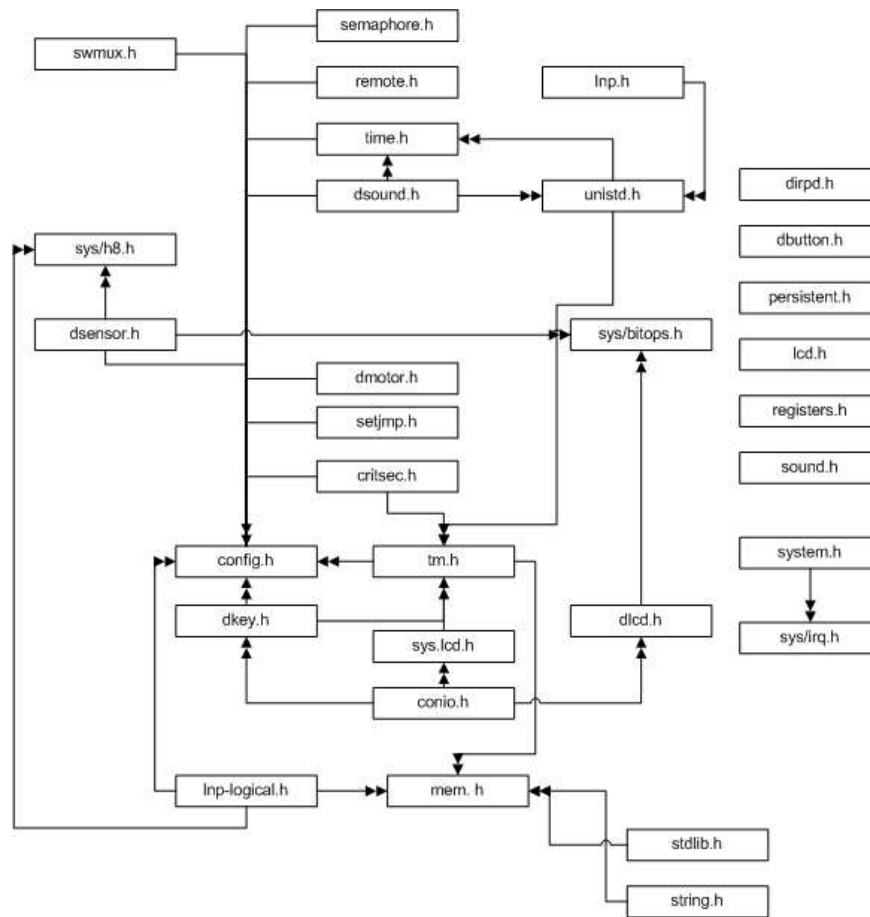 semaphore.h
swmux.h
remote.h
lnp.h
time.h
dirpd.h
dsound.h
unistd.h
dbutton.h
sys/h8.h
persistent.h
dsensor.h
sys/bitops.h
lcd.h
dmotor.h
registers.h
setjmp.h
sound.h
critsec.h
config.h
tm.h
system.h
dkey.h
dlcd.h
sys/irq.h
sys.lcd.h
conio.h
lnp-logical.h
mem. h
stdlib.h
string.h